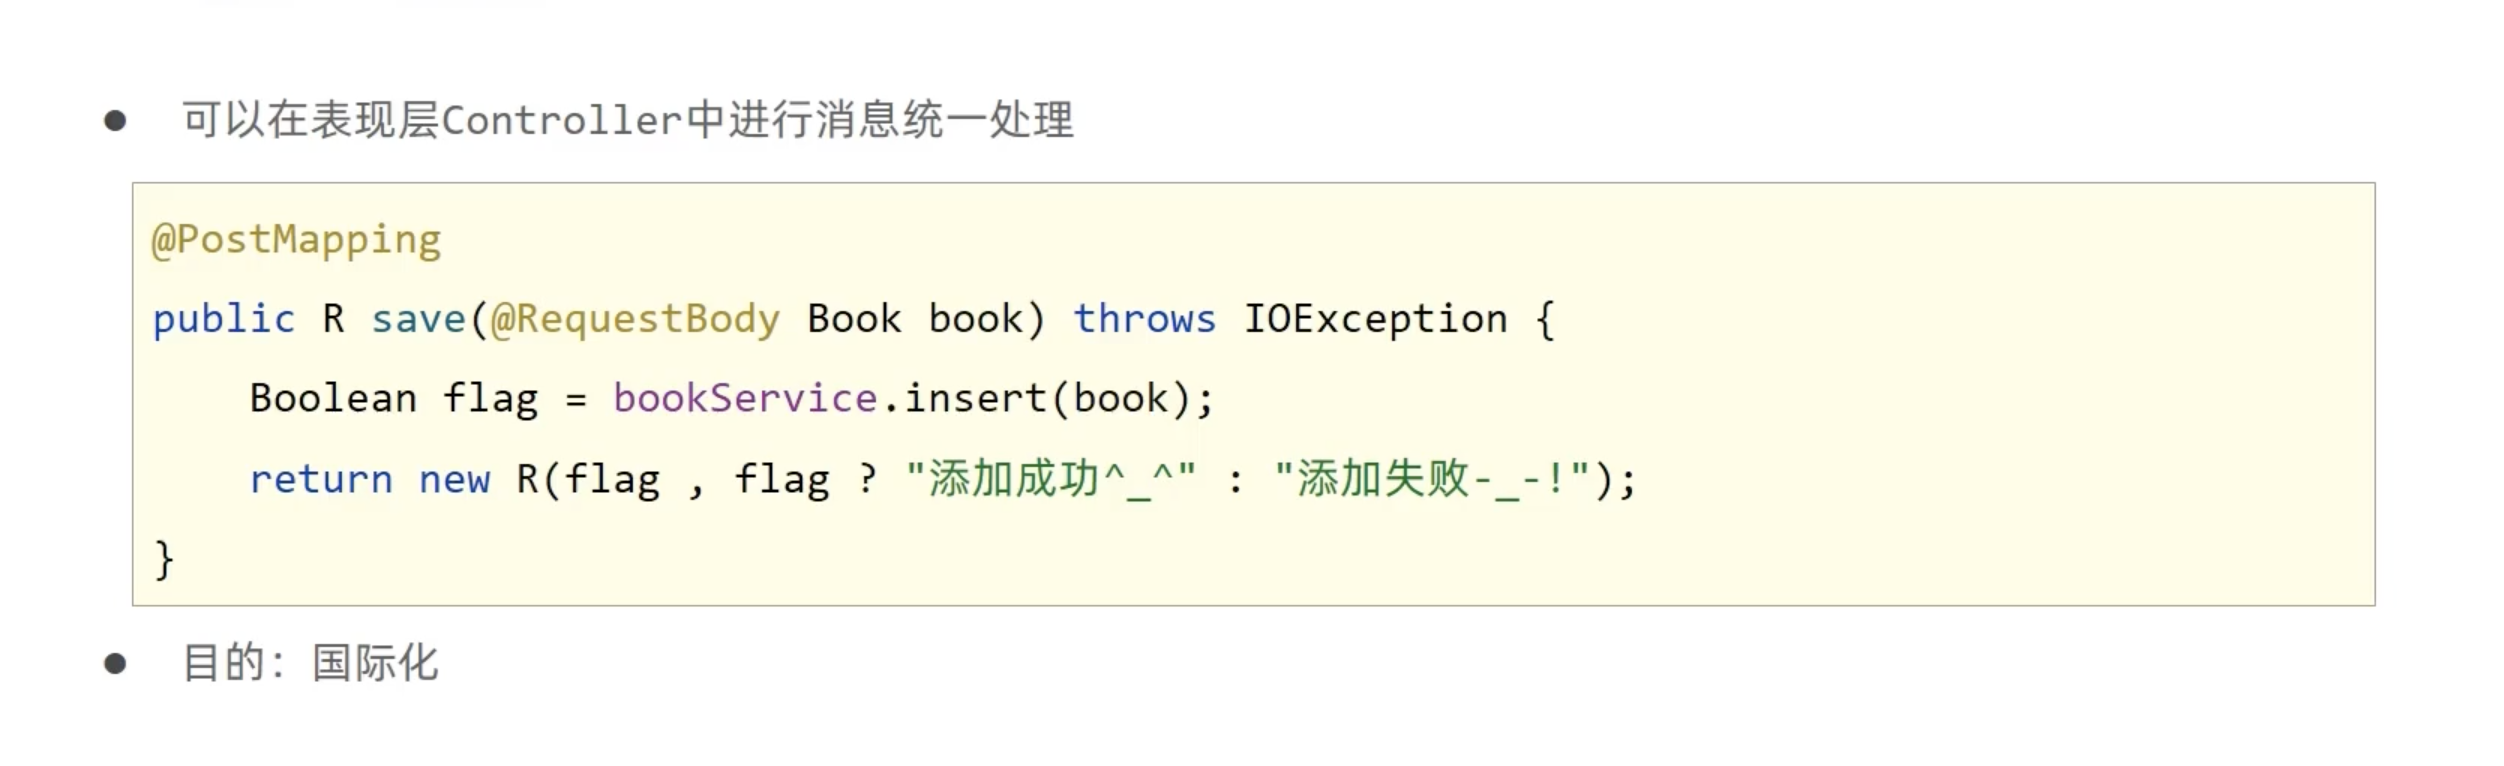 ● 可以在表现层Controller中进行消息统一处理
@PostMapping
public R save(@RequestBody Book book) throws IOException {
    Boolean flag = bookService.insert(book);
    return new R(flag , flag ? "添加成功^_^" : "添加失败-_-!");
}
● 目的：国际化